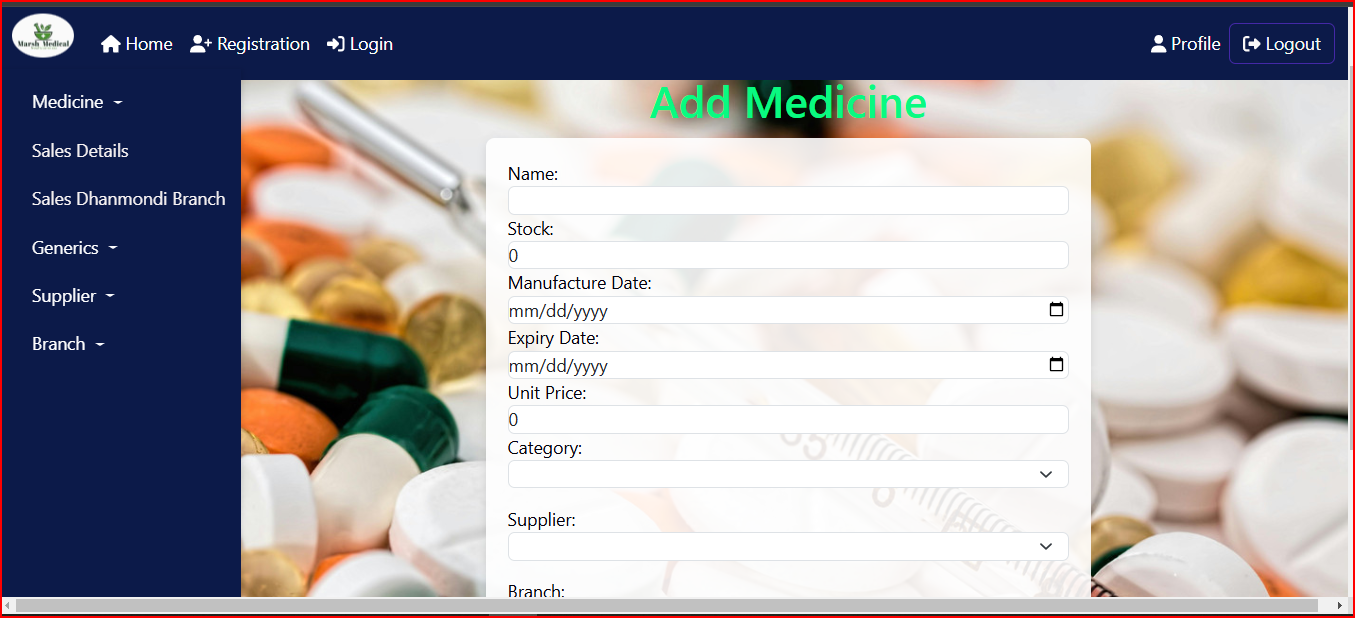 Marsh Medical
Home
Registration
Login
Profile
Logout
Medicine
Sales Details
Sales Dhanmondi Branch
Generics
Supplier
Branch
Add Medicine
Name:
Stock:
0
Manufacture Date:
mm/dd/yyyy
Expiry Date:
mm/dd/yyyy
Unit Price:
0
Category:
Supplier:
Branch: